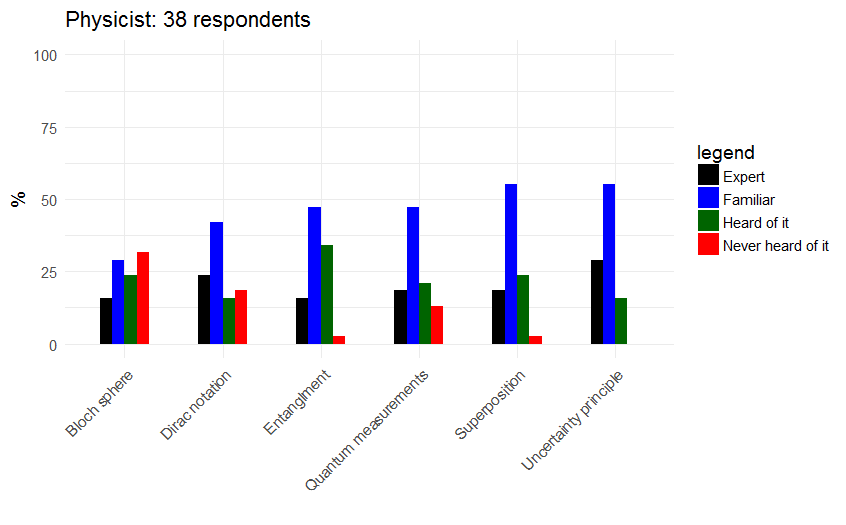 Physicist: 38 respondents
100
75
50
25
0
%
Bloch sphere
Dirac notation
Entanglment
Quantum measurements
Superposition
Uncertainty principle
legend
Expert
Familiar
Heard of it
Never heard of it